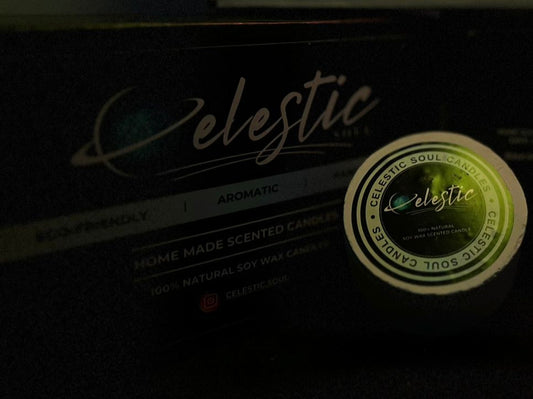 Celestic
SOUL
ECO-FRIENDLY | AROMATIC |
HOME MADE SCENTED CANDLES
100% NATURAL SOY WAX
CELESTIC.SOUL
CELESTIC SOUL CANDLES
Celestic
100% NATURAL
SOY WAX SCENTED CANDLE
CELESTIC SOUL CANDLES